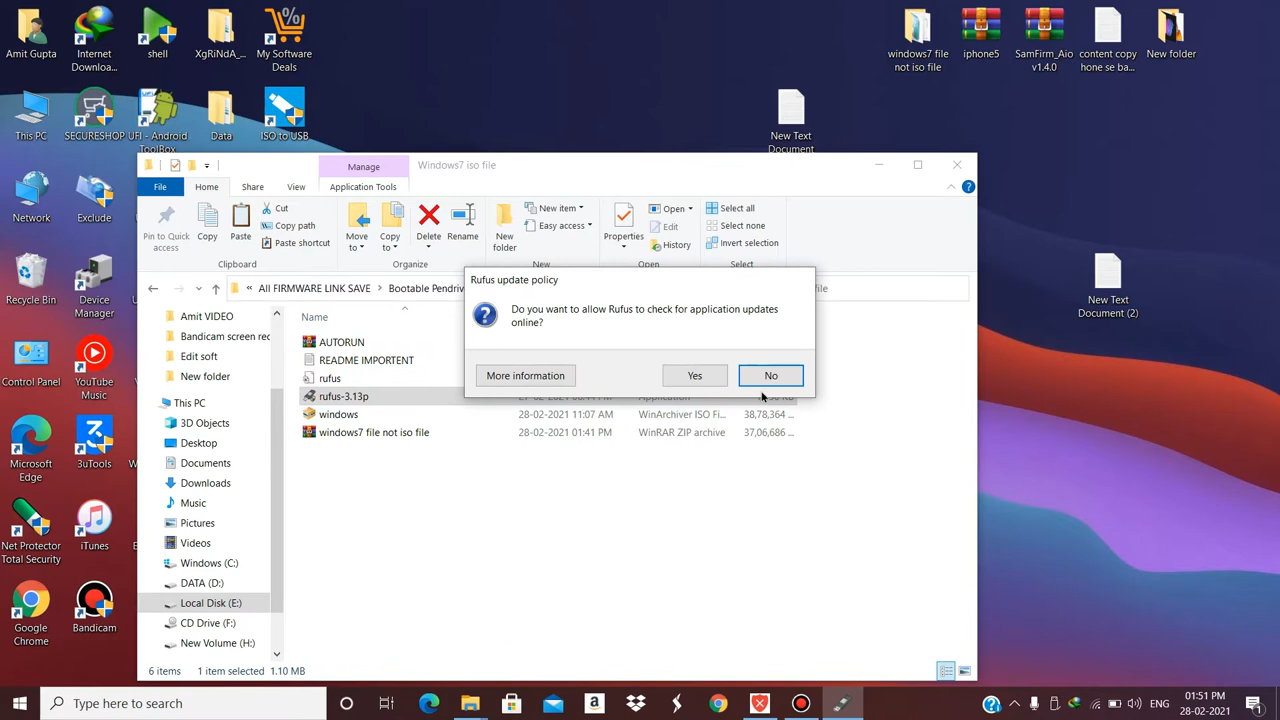 Amit Gupta
Internet Downloa...
shell
XgRiNdA_...
My Software Deals
windows7 file not iso file
iphone5
SamFirm_Aio v1.4.0
content copy phone se ba...
New folder
This PC
SECURESHOP
UFI - Android ToolBox
Data
ISO to USB
New Text Document
Network
Exclude
New Text Document (2)
Recycle Bin
Device Manager
Control Panel
YouTube Music
Microsoft Edge
3uTools
Net Protector Total Security
iTunes
Google Chrome
Bandicam
Manage
Windows7 iso file
File
Home
Share
View
Application Tools
Pin to Quick access
Copy
Paste
Cut
Copy path
Paste shortcut
Clipboard
Move to
Copy to
Delete
Rename
Organize
New folder
New item
Easy access
New
Properties
Open
Edit
History
Open
Select all
Select none
Invert selection
Select
« All FIRMWARE LINK SAVE > Bootable Pendriv
file
Amit VIDEO
Bandicam screen rec
Edit soft
New folder
This PC
3D Objects
Desktop
Documents
Downloads
Music
Pictures
Videos
Windows (C:)
DATA (D:)
Local Disk (E:)
CD Drive (F:)
New Volume (H:)
Name
AUTORUN
README IMPORTENT
rufus
rufus-3.13p
windows 28-02-2021 11:07 AM WinArchiver ISO Fi... 38,78,364 ...
windows7 file not iso file 28-02-2021 01:41 PM WinRAR ZIP archive 37,06,686 ...
Rufus update policy
Do you want to allow Rufus to check for application updates
online?
More information
Yes
No
6 items 1 item selected 1.10 MB
Type here to search
01:51 PM
28-02-2021